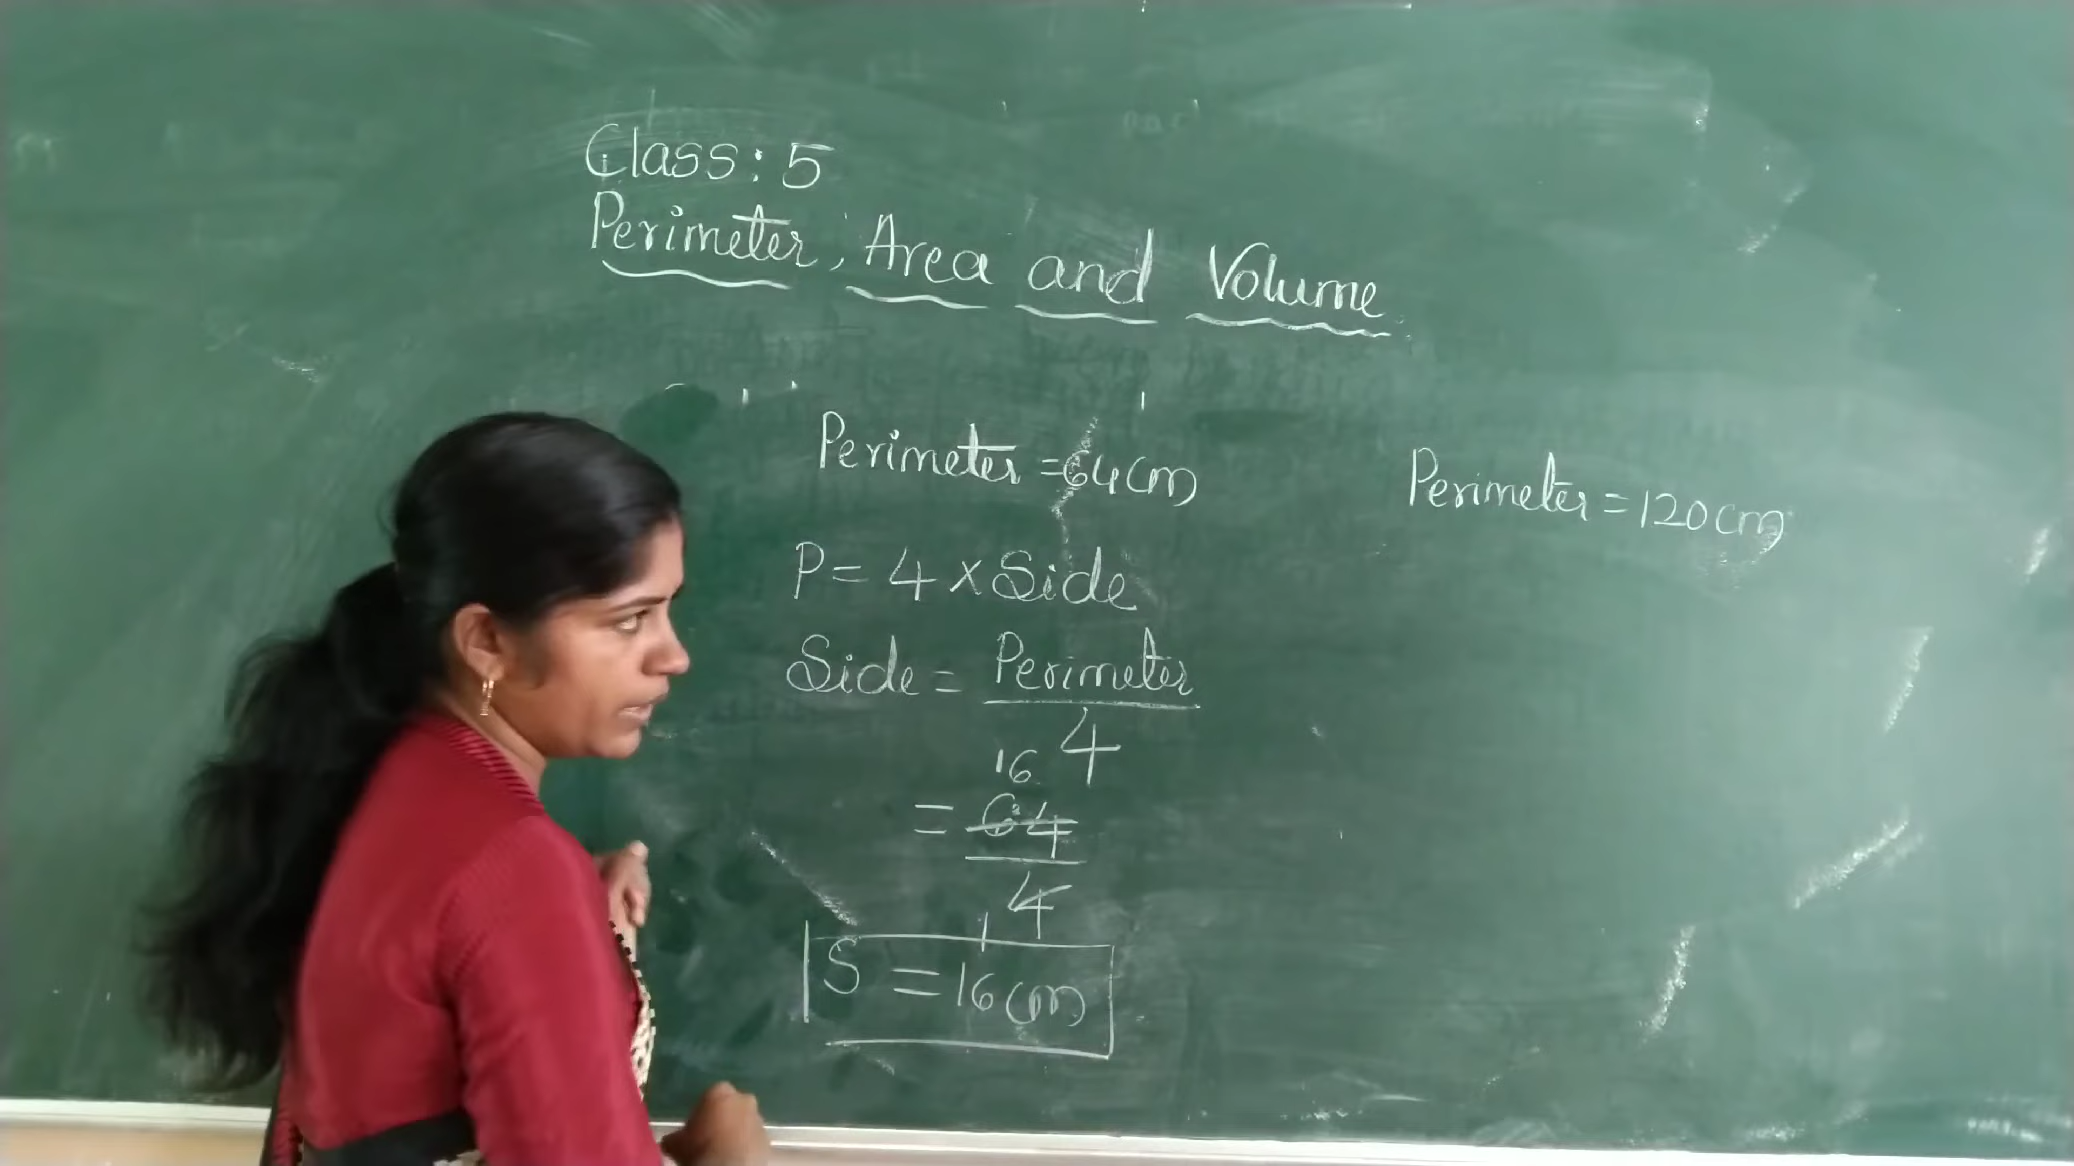 Class: 5
Perimeter, Area and Volume
Perimeter = 64cm
P = 4 × Side
Side = Perimeter
4
16
= 64
4
1
S = 16cm
Perimeter = 120cm